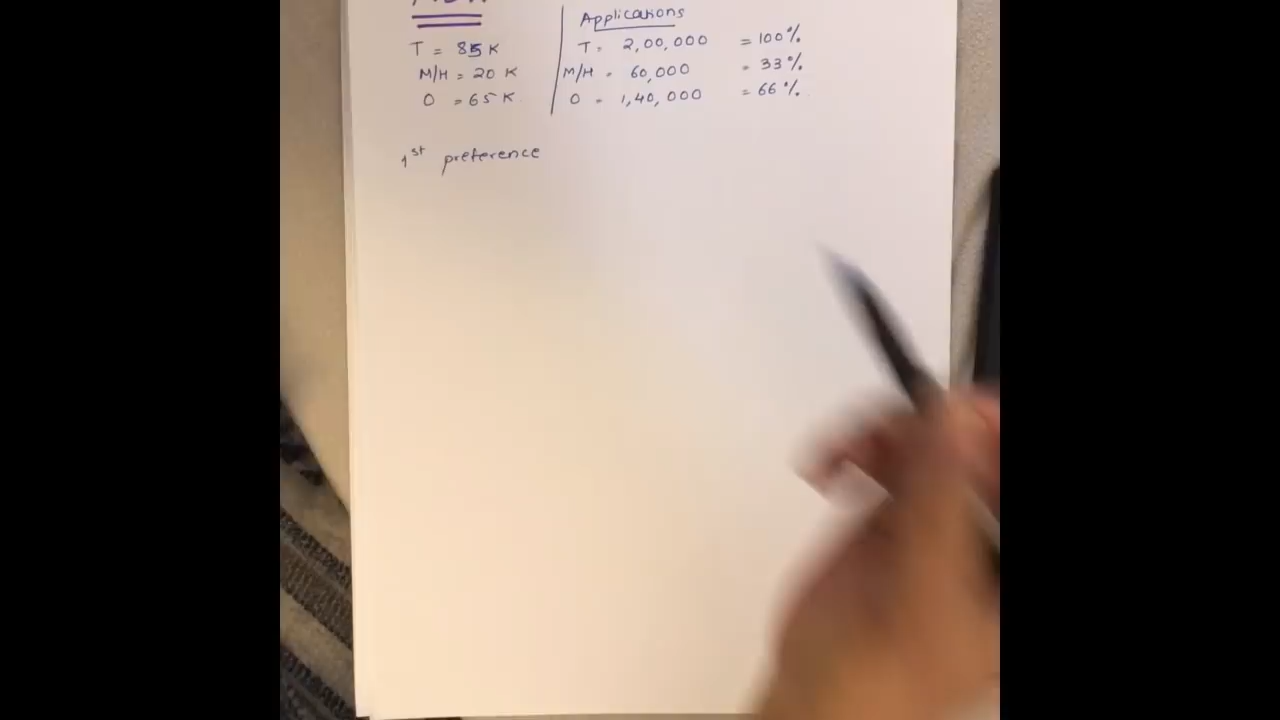 Applications
T = 85 K
T = 2,00,000 = 100%
M/H = 20 K
M/H = 60,000 = 33%
O = 65 K
O = 1,40,000 = 66%
1st preference